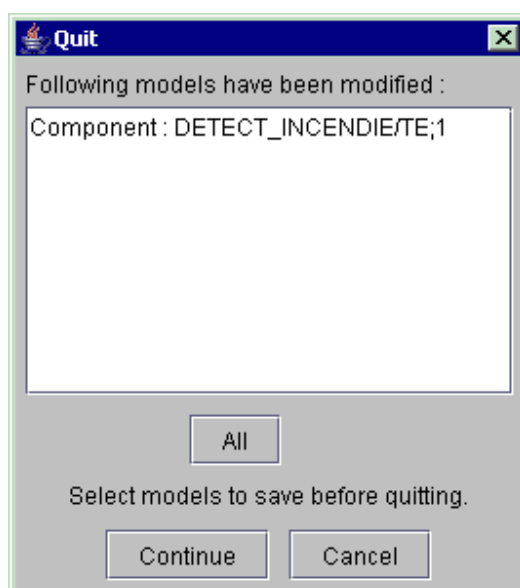 Quit
Following models have been modified :
Component : DETECT_INCENDIE/TE;1
All
Select models to save before quitting.
Continue
Cancel